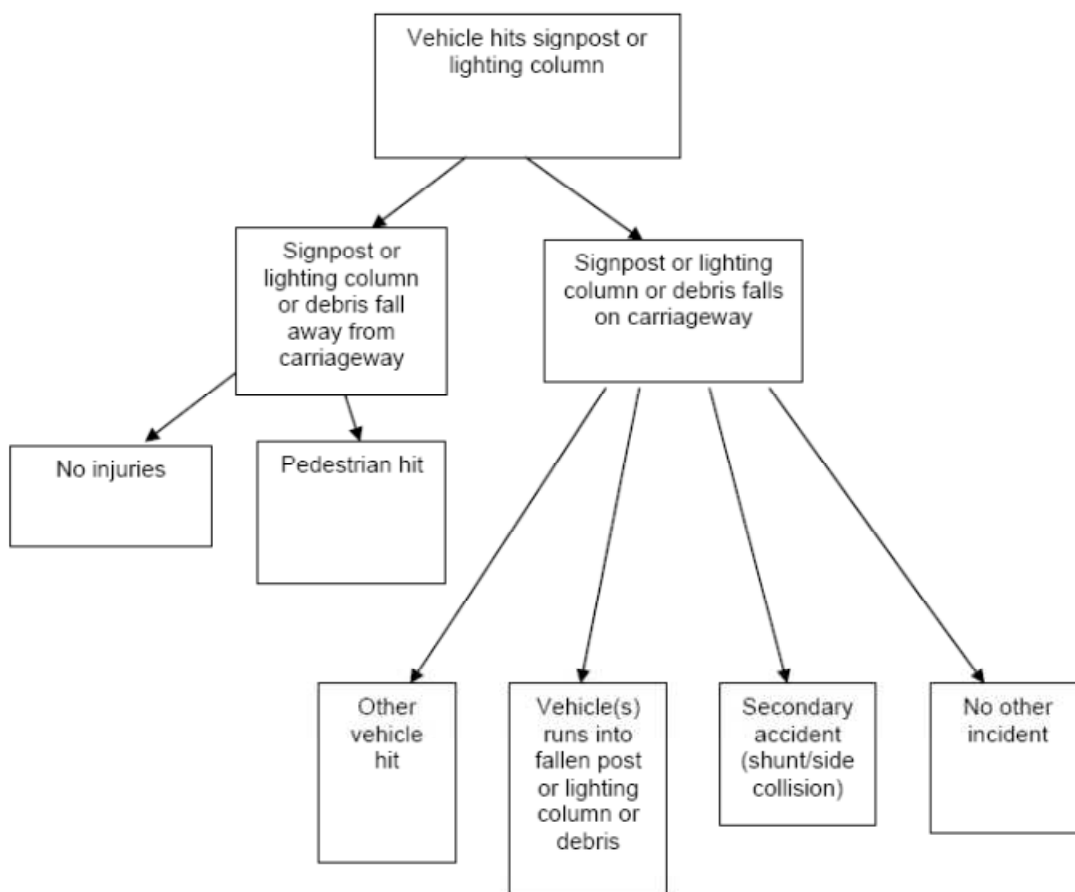 Vehicle hits signpost or
lighting column
Signpost or
lighting column
or debris fall
away from
carriageway
Signpost or lighting
column or debris falls
on carriageway
No injuries
Pedestrian hit
Other
vehicle
hit
Vehicle(s)
runs into
fallen post
or lighting
column or
debris
Secondary
accident
(shunt/side
collision)
No other
incident